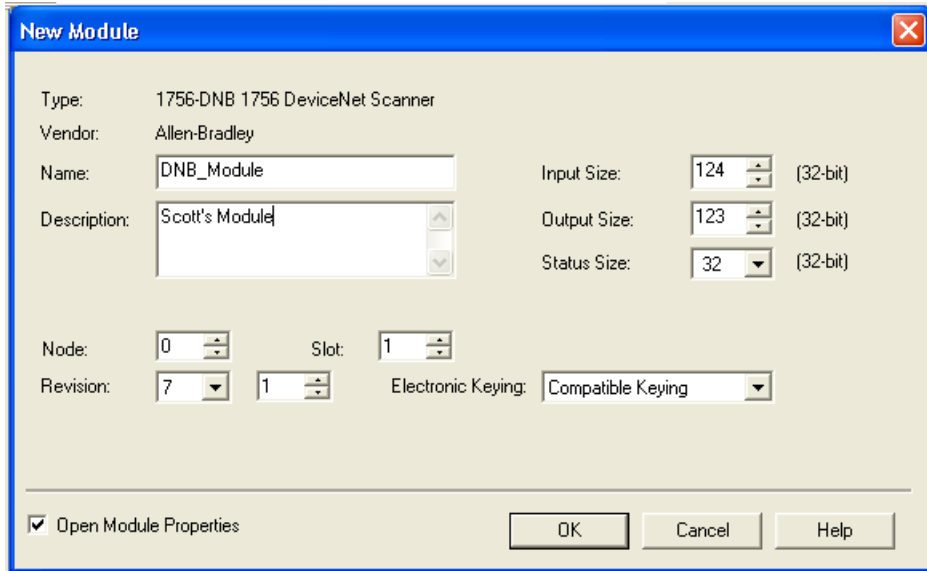 New Module
Type: 1756-DNB 1756 DeviceNet Scanner
Vendor: Allen-Bradley
Name: DNB_Module Input Size: 124 (32-bit)
Description: Scott's Module Output Size: 123 (32-bit)
Status Size: 32 (32-bit)
Node: 0 Slot: 1
Revision: 7 1 Electronic Keying: Compatible Keying
Open Module Properties OK Cancel Help